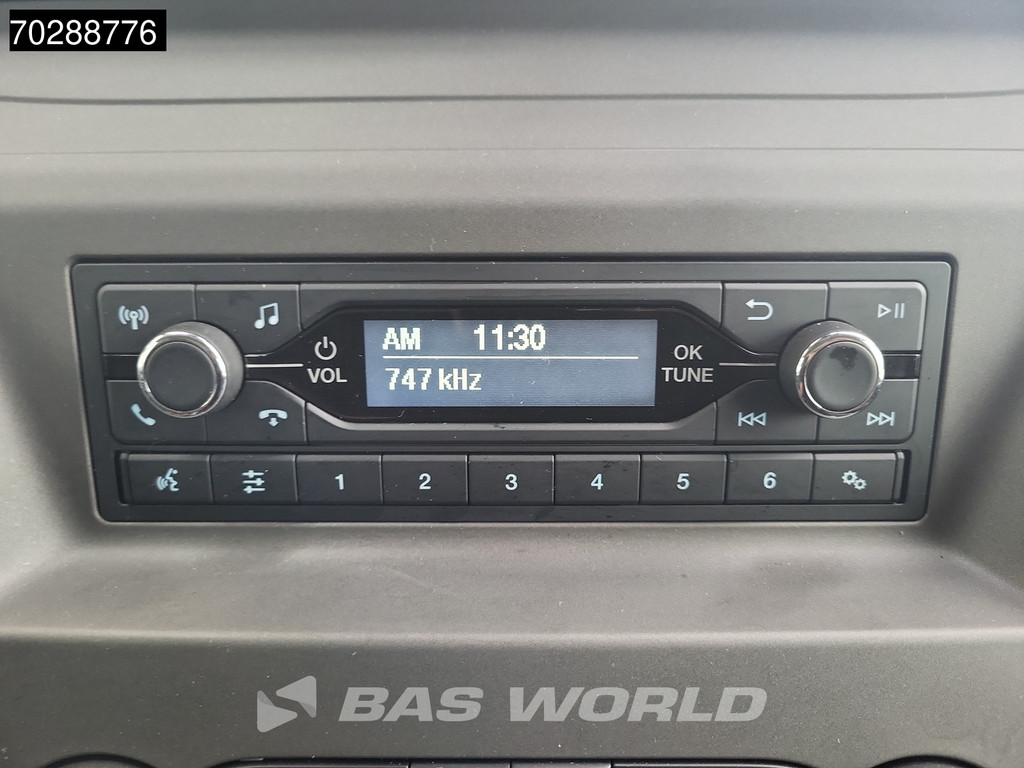 70288776
AM 11:30
747 kHz
VOL
OK
TUNE
1 2 3 4 5 6
BAS WORLD